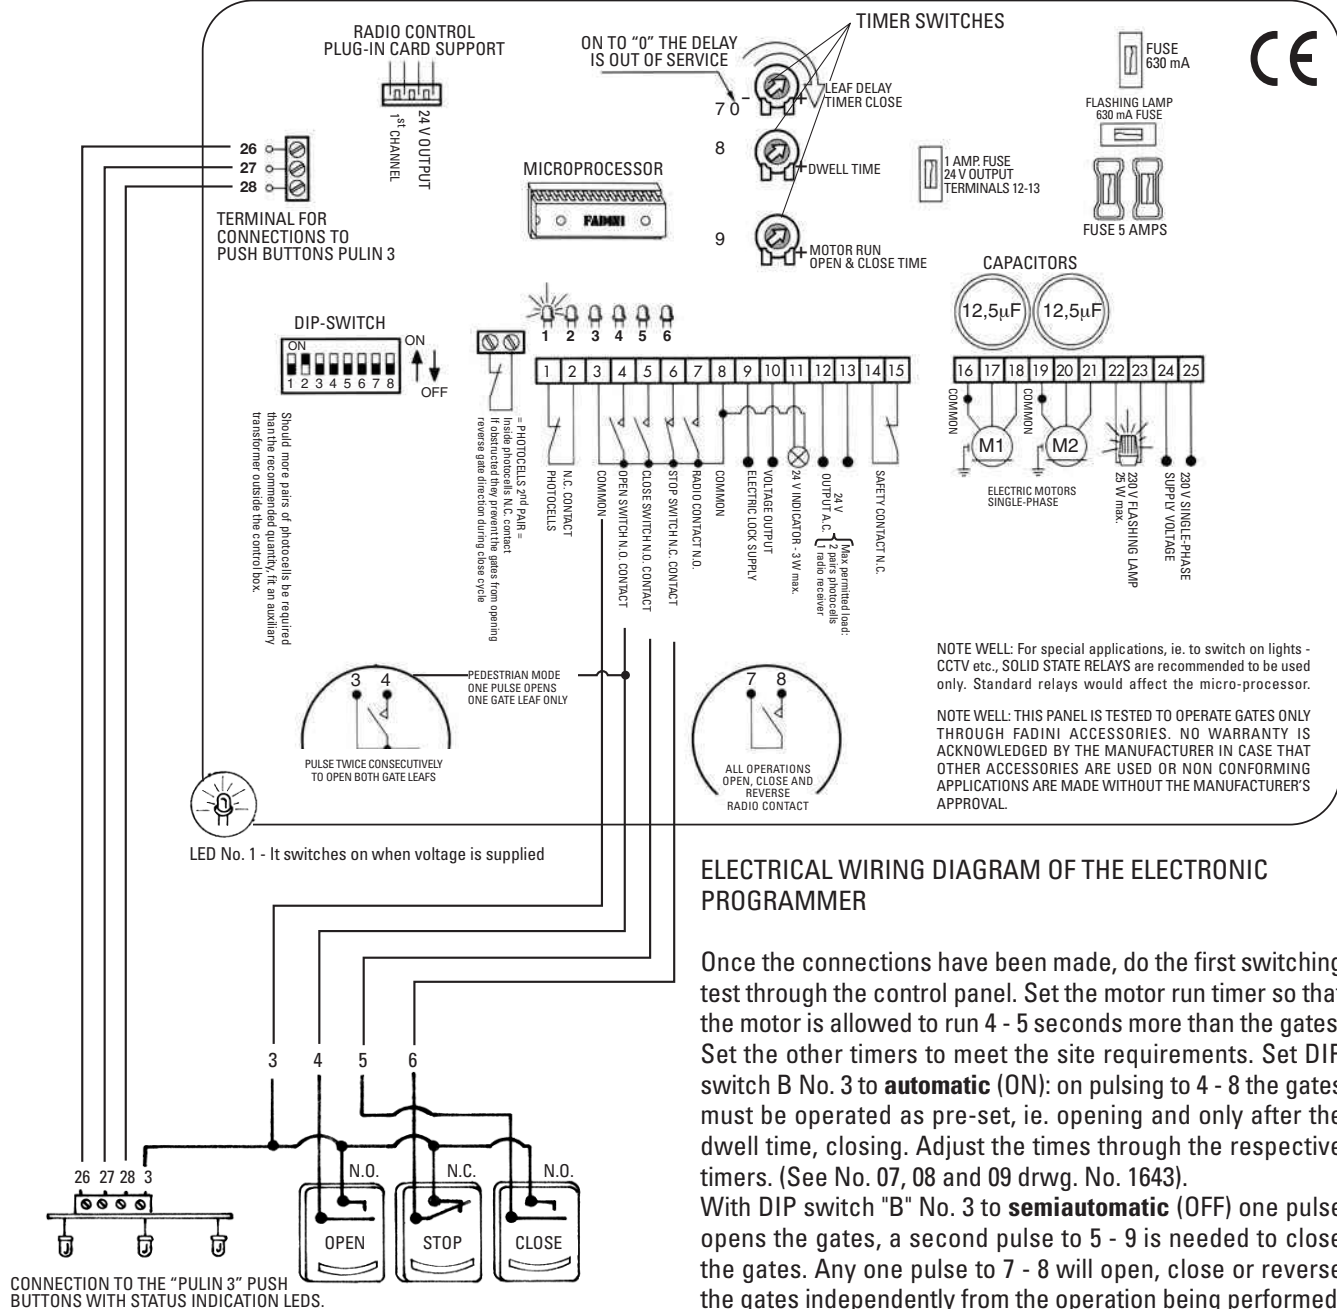 RADIO CONTROL
PLUG-IN CARD SUPPORT
1st CHANNEL
24 V OUTPUT
ON TO “0” THE DELAY
IS OUT OF SERVICE
TIMER SWITCHES
7 0 - +
LEAF DELAY
TIMER CLOSE
8
+ DWELL TIME
9
+ MOTOR RUN
OPEN & CLOSE TIME
FUSE
630 mA
CE
FLASHING LAMP
630 mA FUSE
1 AMP. FUSE
24 V OUTPUT
TERMINALS 12-13
FUSE 5 AMPS
26
27
28
TERMINAL FOR
CONNECTIONS TO
PUSH BUTTONS PULIN 3
MICROPROCESSOR
FADINI
CAPACITORS
12,5µF 12,5µF
DIP-SWITCH
ON
1 2 3 4 5 6 7 8
ON
OFF
Should more pairs of photocells be required
than the recommended quantity, fit an auxiliary
transformer outside the control box.
= PHOTOCELLS 2nd PAIR =
Inside photocells N.C. contact
If obstructed they prevent the gates from opening
reverse gate direction during close cycle
1 2 3 4 5 6
1 2 3 4 5 6 7 8 9 10 11 12 13 14 15
16 17 18 19 20 21 22 23 24 25
N.C. CONTACT
PHOTOCELLS
COMMON
OPEN SWITCH N.O. CONTACT
CLOSE SWITCH N.O. CONTACT
STOP SWITCH N.C. CONTACT
RADIO CONTACT N.O.
COMMON
ELECTRIC LOCK SUPPLY
VOLTAGE OUTPUT
24 V INDICATOR - 3 W max.
24 V
OUTPUT A.C.
Max permitted load:
2 pairs photocells
1 radio receiver
SAFETY CONTACT N.C.
COMMON
M1
COMMON
M2
ELECTRIC MOTORS
SINGLE-PHASE
230 V FLASHING LAMP
25 W max.
230 V SINGLE-PHASE
SUPPLY VOLTAGE
3 4
PEDESTRIAN MODE
ONE PULSE OPENS
ONE GATE LEAF ONLY
PULSE TWICE CONSECUTIVELY
TO OPEN BOTH GATE LEAFS
7 8
ALL OPERATIONS
OPEN, CLOSE AND
REVERSE
RADIO CONTACT
NOTE WELL: For special applications, ie. to switch on lights -
CCTV etc., SOLID STATE RELAYS are recommended to be used
only. Standard relays would affect the micro-processor.
NOTE WELL: THIS PANEL IS TESTED TO OPERATE GATES ONLY
THROUGH FADINI ACCESSORIES. NO WARRANTY IS
ACKNOWLEDGED BY THE MANUFACTURER IN CASE THAT
OTHER ACCESSORIES ARE USED OR NON CONFORMING
APPLICATIONS ARE MADE WITHOUT THE MANUFACTURER'S
APPROVAL.
LED No. 1 - It switches on when voltage is supplied
3 4 5 6
26 27 28 3
N.O. N.C. N.O.
OPEN STOP CLOSE
CONNECTION TO THE “PULIN 3” PUSH
BUTTONS WITH STATUS INDICATION LEDS.
ELECTRICAL WIRING DIAGRAM OF THE ELECTRONIC
PROGRAMMER
Once the connections have been made, do the first switching
test through the control panel. Set the motor run timer so that
the motor is allowed to run 4 - 5 seconds more than the gates
Set the other timers to meet the site requirements. Set DIP
switch B No. 3 to automatic (ON): on pulsing to 4 - 8 the gates
must be operated as pre-set, ie. opening and only after the
dwell time, closing. Adjust the times through the respective
timers. (See No. 07, 08 and 09 drwg. No. 1643).
With DIP switch "B" No. 3 to semiautomatic (OFF) one pulse
opens the gates, a second pulse to 5 - 9 is needed to close
the gates. Any one pulse to 7 - 8 will open, close or reverse
the gates independently from the operation being performed